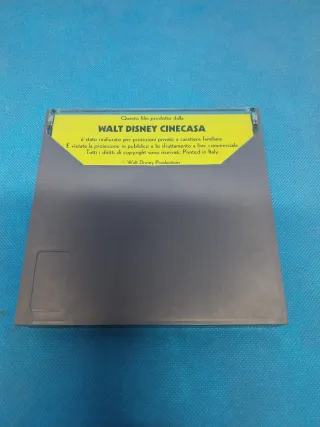 Questo film prodotto dalla
WALT DISNEY CINECASA
è stato realizzato per proiezioni private a carattere familiare.
È vietata la proiezione in pubblico e lo sfruttamento a fine commerciale.
Tutti i diritti di copyright sono riservati. Printed in Italy.
© Walt Disney Productions